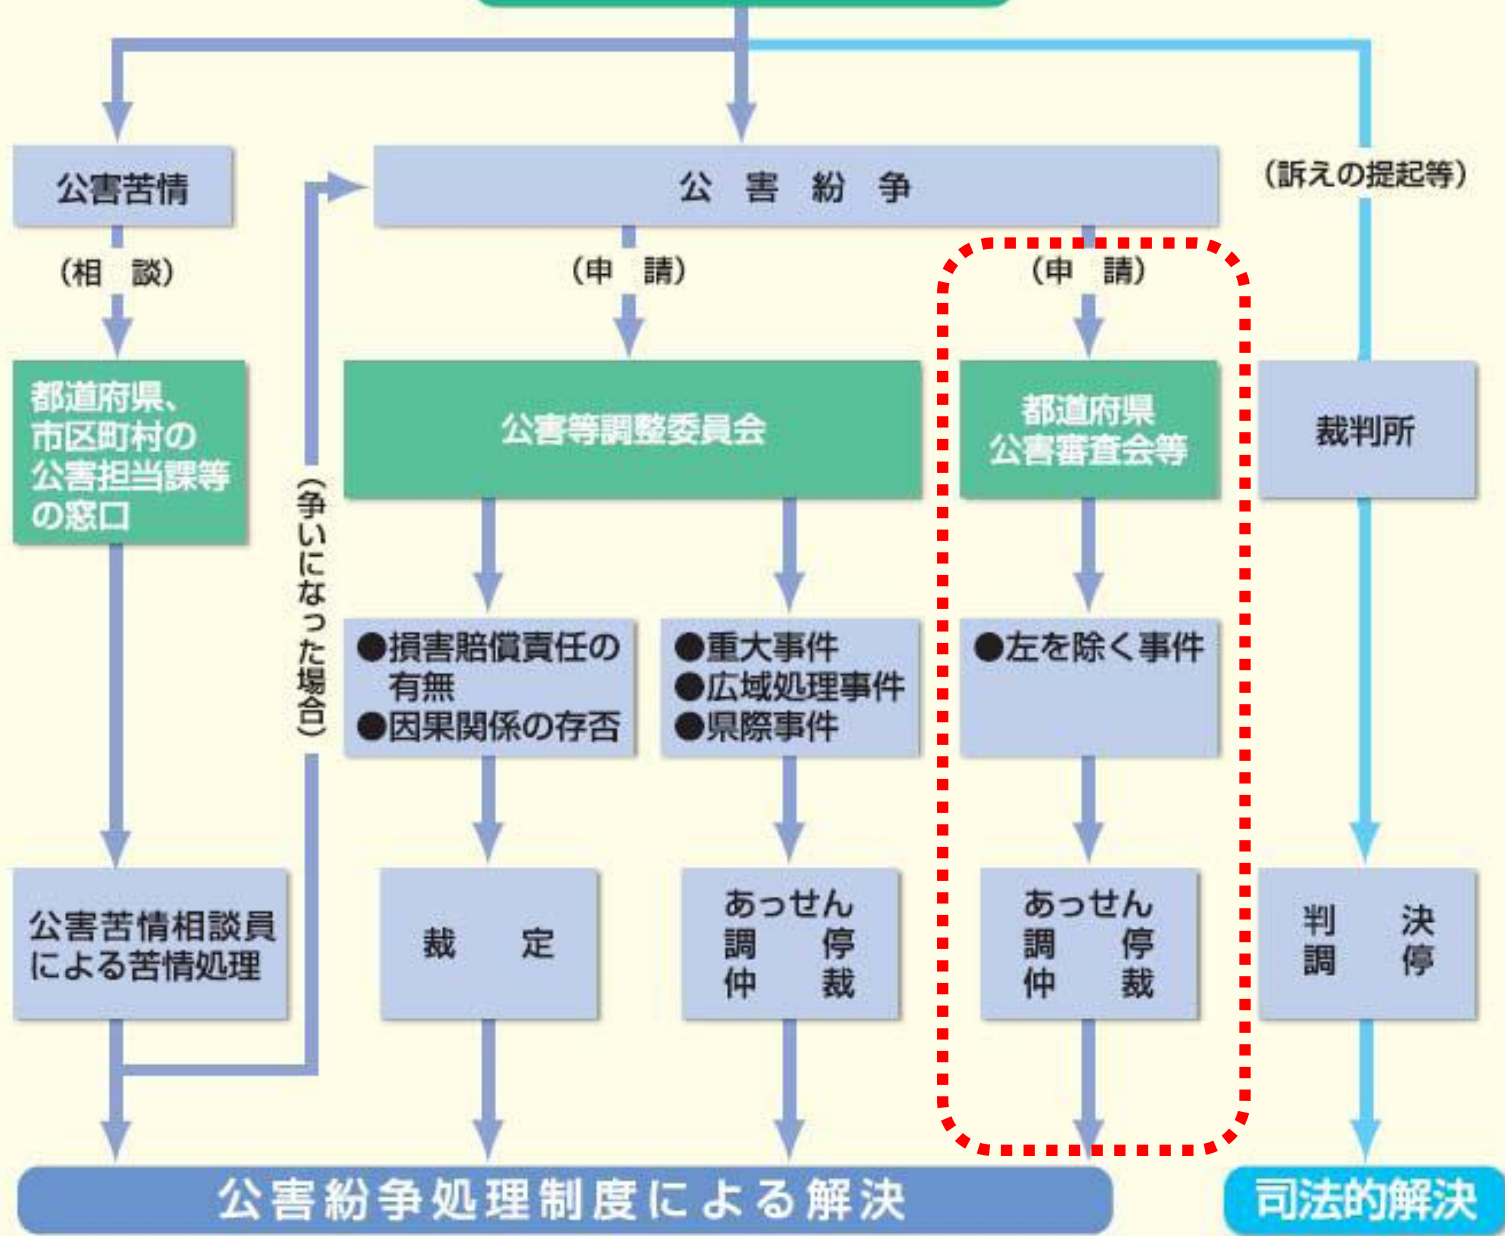 公害苦情
公害紛争
（訴えの提起等）
（相談）
（申請）
（申請）
都道府県、
市区町村の
公害担当課等
の窓口
（争いになった場合）
公害等調整委員会
都道府県
公害審査会等
裁判所
●損害賠償責任の
有無
●因果関係の存否
●重大事件
●広域処理事件
●県際事件
●左を除く事件
公害苦情相談員
による苦情処理
裁定
あっせん
調停
仲裁
あっせん
調停
仲裁
判決
調停
公害紛争処理制度による解決
司法的解決